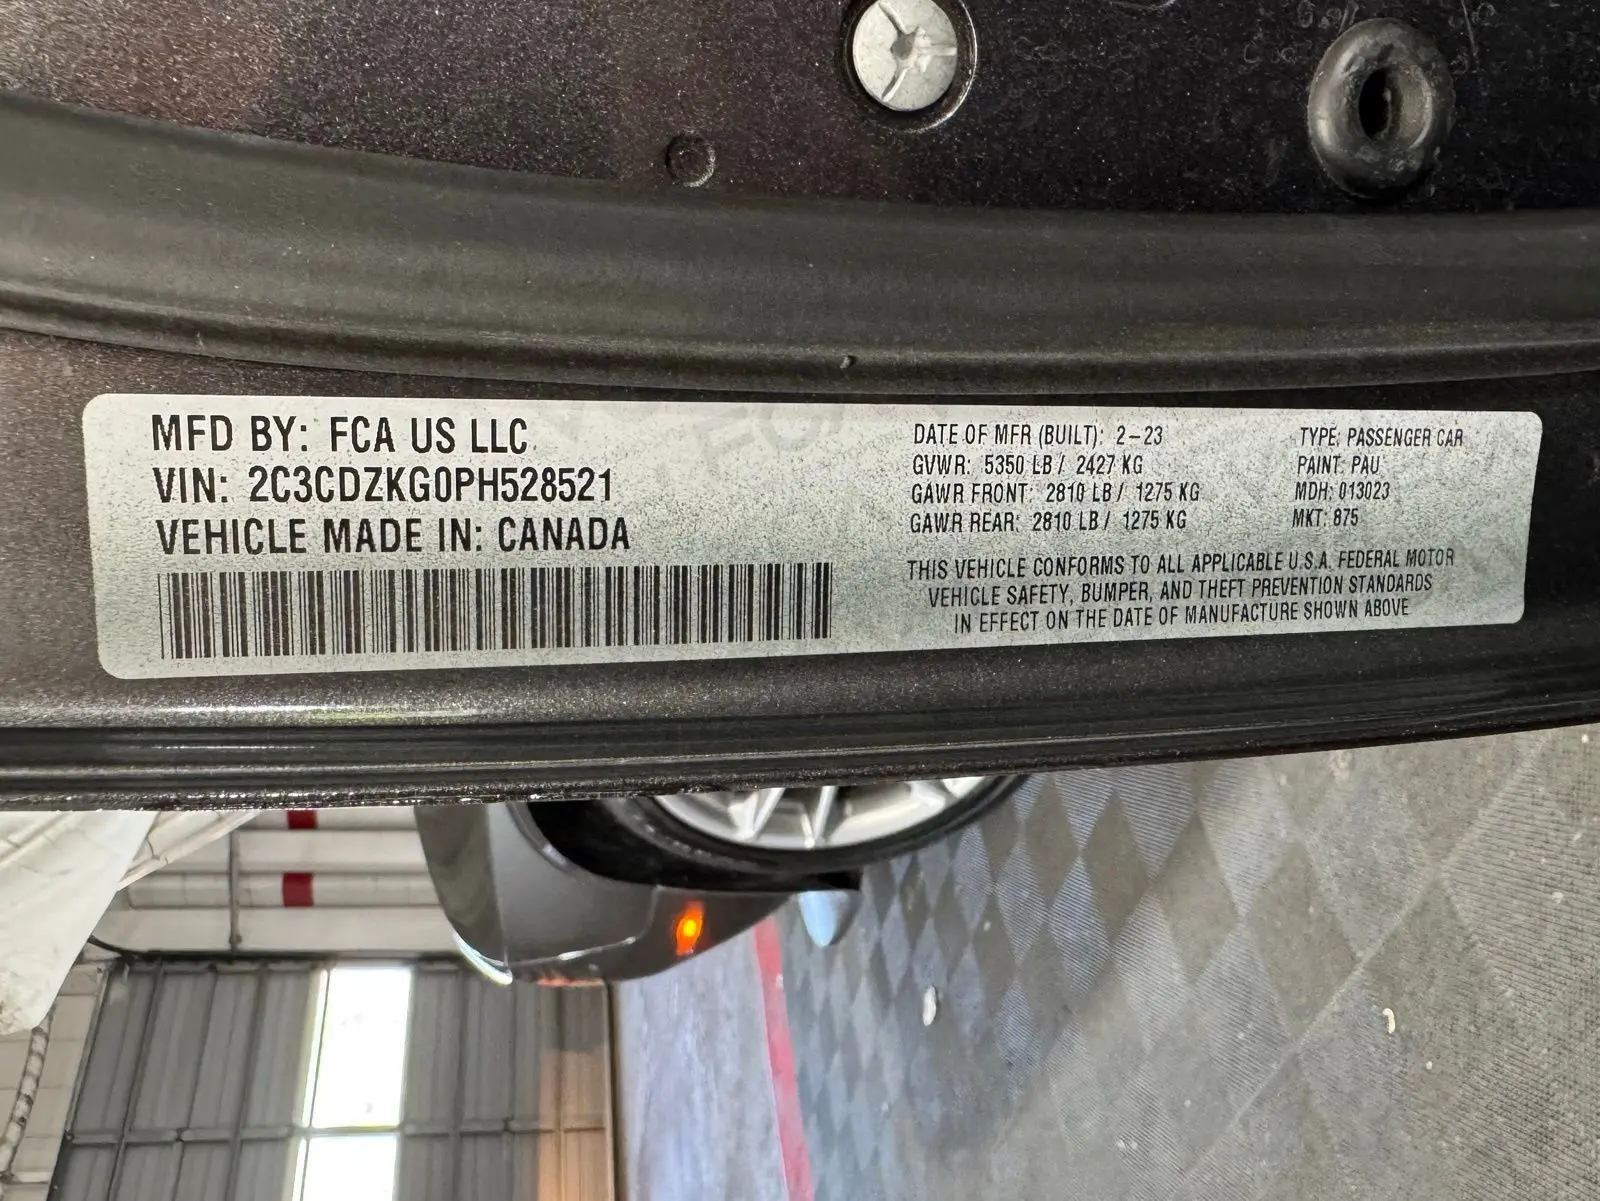 MFD BY: FCA US LLC
VIN: 2C3CDZKG0PH528521
VEHICLE MADE IN: CANADA
DATE OF MFR (BUILT): 2-23
GVWR: 5350 LB / 2427 KG
GAWR FRONT: 2810 LB / 1275 KG
GAWR REAR: 2810 LB / 1275 KG
TYPE: PASSENGER CAR
PAINT: PAU
MDH: 013023
MKT: 875
THIS VEHICLE CONFORMS TO ALL APPLICABLE U.S.A. FEDERAL MOTOR
VEHICLE SAFETY, BUMPER, AND THEFT PREVENTION STANDARDS
IN EFFECT ON THE DATE OF MANUFACTURE SHOWN ABOVE